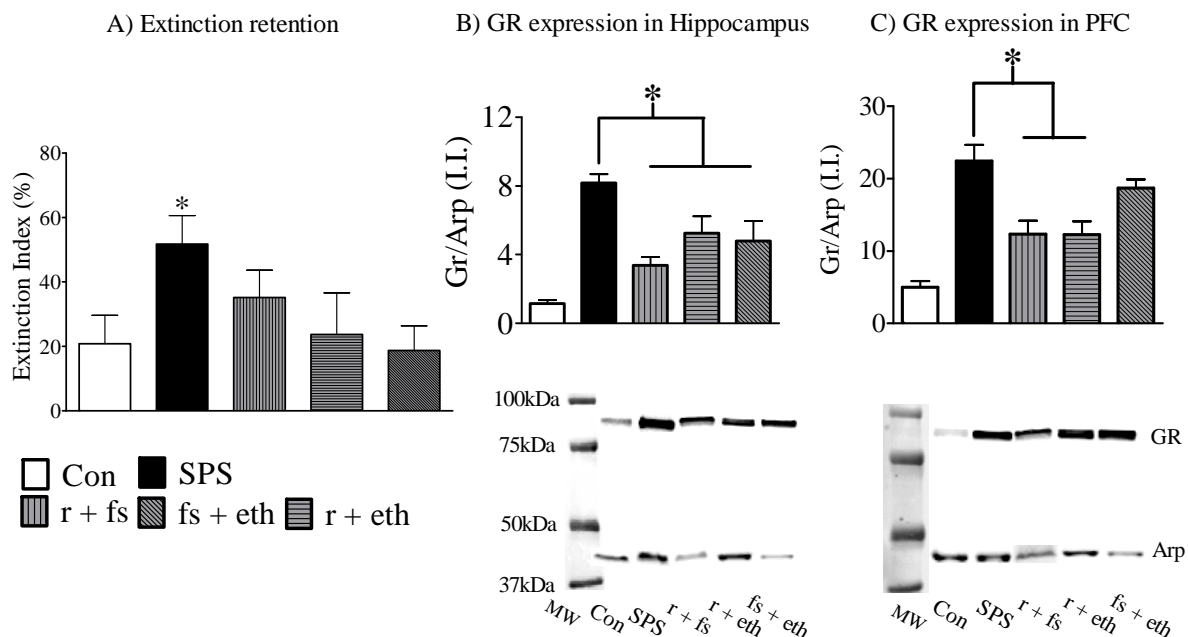 A) Extinction retention
Extinction Index (%)
80
60
40
20
0
*
Con
SPS
r + fs
fs + eth
r + eth
B) GR expression in Hippocampus
Gr/Arp (I.I.)
12
8
4
0
*
100kDa
75kDa
50kDa
37kDa
MW
Con
SPS
r + fs
r + eth
fs + eth
C) GR expression in PFC
Gr/Arp (I.I.)
30
20
10
0
*
GR
Arp
MW
Con
SPS
r + fs
r + eth
fs + eth